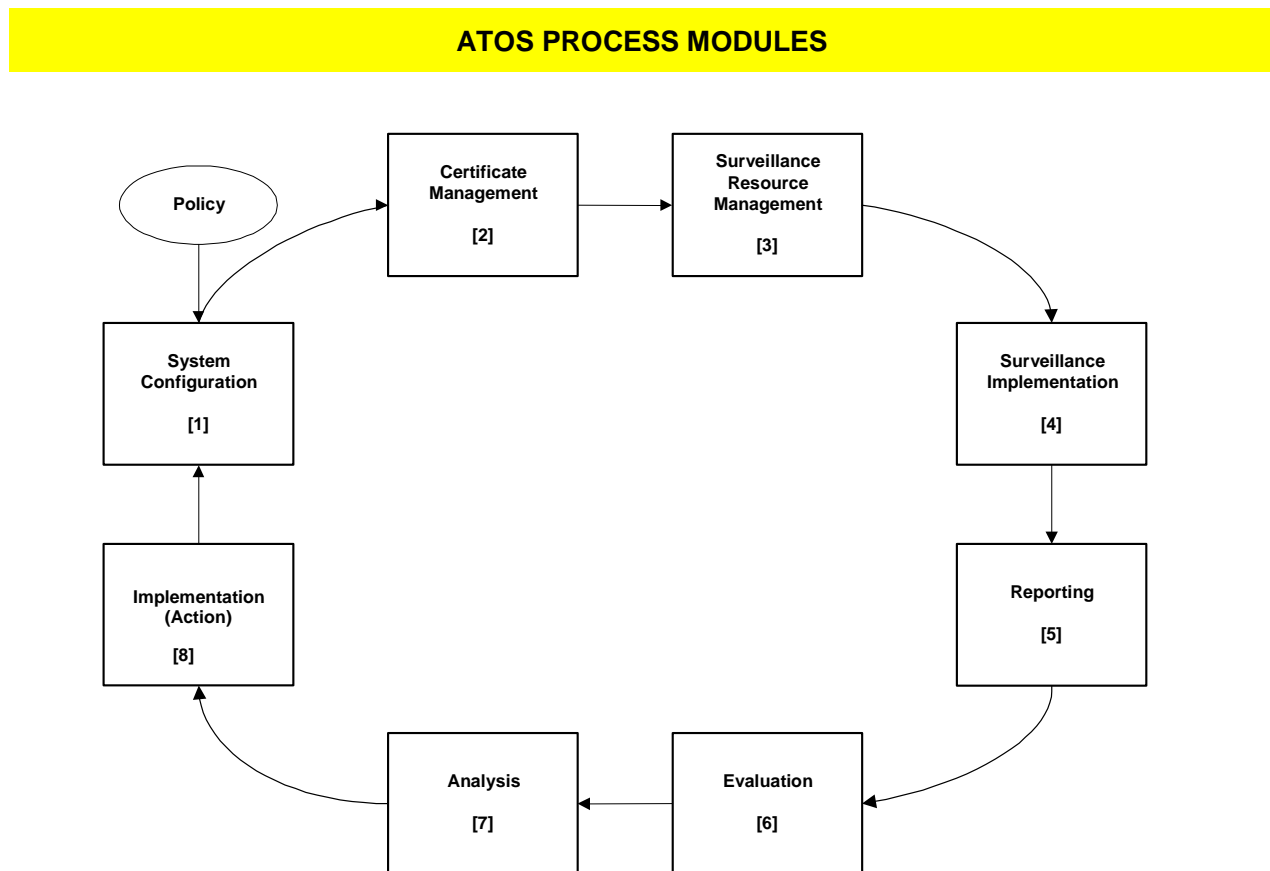 ATOS PROCESS MODULES
Policy
Certificate
Management
[2]
Surveillance
Resource
Management
[3]
System
Configuration
[1]
Surveillance
Implementation
[4]
Implementation
(Action)
[8]
Reporting
[5]
Analysis
[7]
Evaluation
[6]